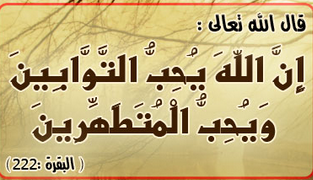 قال الله تعالى :
إِنَّ اللَّهَ يُحِبُّ التَّوَّابِينَ
وَيُحِبُّ الْمُتَطَهِّرِينَ
( البقرة :222)